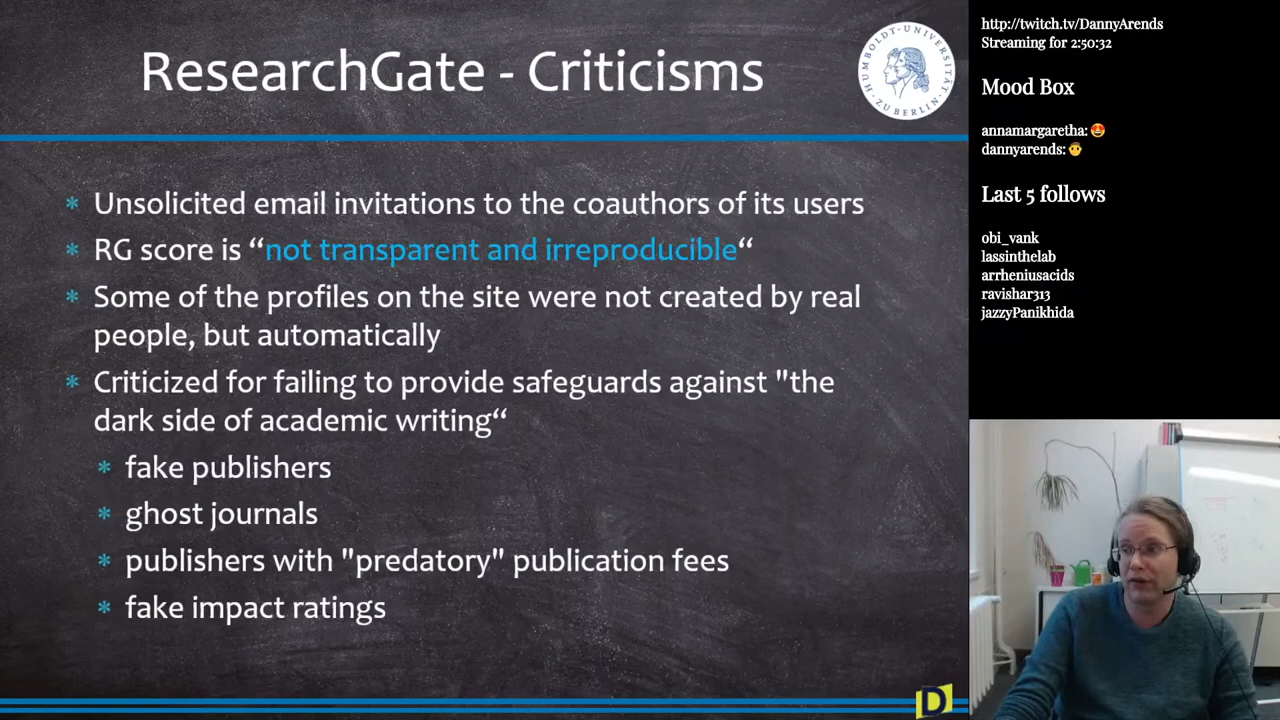 ResearchGate - Criticisms
HUMBOLDT-UNIVERSITÄT
ZU BERLIN
* Unsolicited email invitations to the coauthors of its users
* RG score is “not transparent and irreproducible“
* Some of the profiles on the site were not created by real
people, but automatically
* Criticized for failing to provide safeguards against "the
dark side of academic writing“
* fake publishers
* ghost journals
* publishers with "predatory" publication fees
* fake impact ratings
D
http://twitch.tv/DannyArends
Streaming for 2:50:32
Mood Box
annamargaretha: 😍
dannyarends: 👨
Last 5 follows
obi_vank
lassinthelab
arrheniusacids
ravishar313
jazzyPanikhida